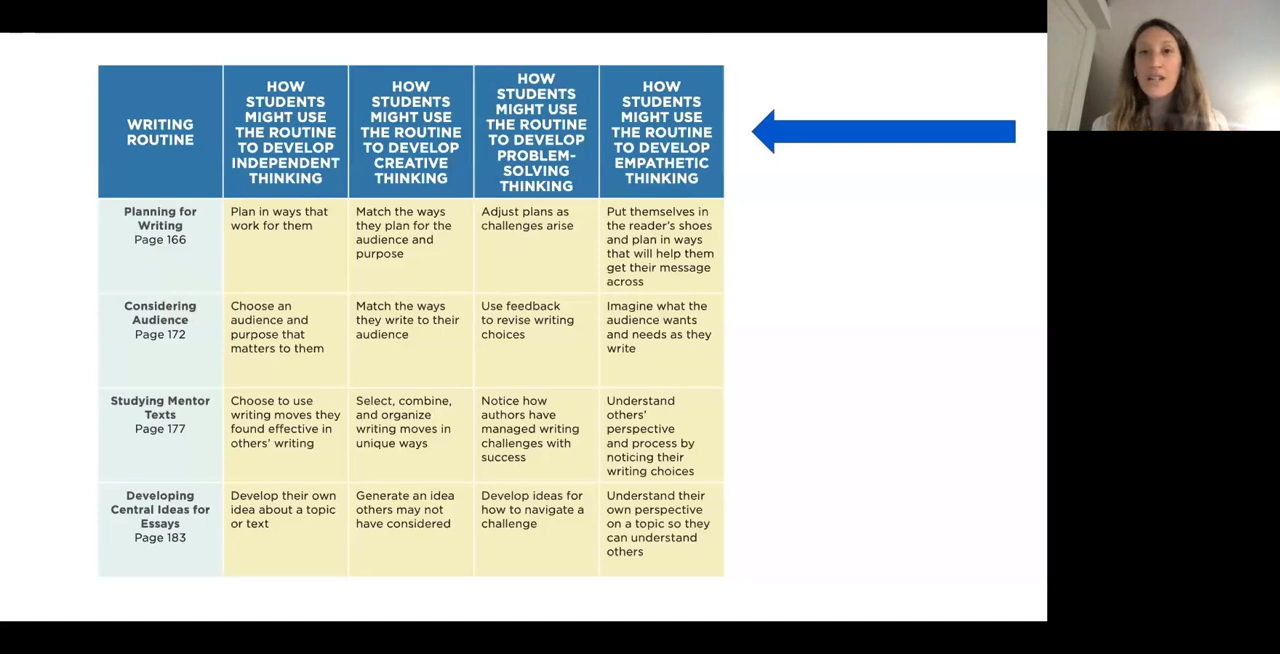 WRITING
ROUTINE
HOW
STUDENTS
MIGHT USE
THE ROUTINE
TO DEVELOP
INDEPENDENT
THINKING
HOW
STUDENTS
MIGHT USE
THE ROUTINE
TO DEVELOP
CREATIVE
THINKING
HOW
STUDENTS
MIGHT USE
THE ROUTINE
TO DEVELOP
PROBLEM-
SOLVING
THINKING
HOW
STUDENTS
MIGHT USE
THE ROUTINE
TO DEVELOP
EMPATHETIC
THINKING
Planning for
Writing
Page 166
Plan in ways that
work for them
Match the ways
they plan for the
audience and
purpose
Adjust plans as
challenges arise
Put themselves in
the reader's shoes
and plan in ways
that will help them
get their message
across
Considering
Audience
Page 172
Choose an
audience and
purpose that
matters to them
Match the ways
they write to their
audience
Use feedback
to revise writing
choices
Imagine what the
audience wants
and needs as they
write
Studying Mentor
Texts
Page 177
Choose to use
writing moves they
found effective in
others' writing
Select, combine,
and organize
writing moves in
unique ways
Notice how
authors have
managed writing
challenges with
success
Understand
others'
perspective
and process by
noticing their
writing choices
Developing
Central Ideas for
Essays
Page 183
Develop their own
idea about a topic
or text
Generate an idea
others may not
have considered
Develop ideas for
how to navigate a
challenge
Understand their
own perspective
on a topic so they
can understand
others